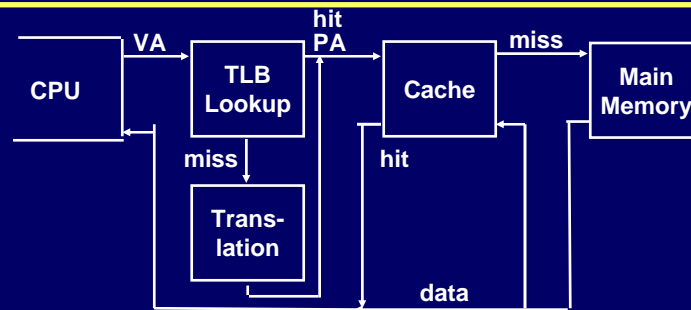 hit
VA
PA
miss
CPU
TLB
Lookup
Cache
Main
Memory
miss
hit
Trans-
lation
data